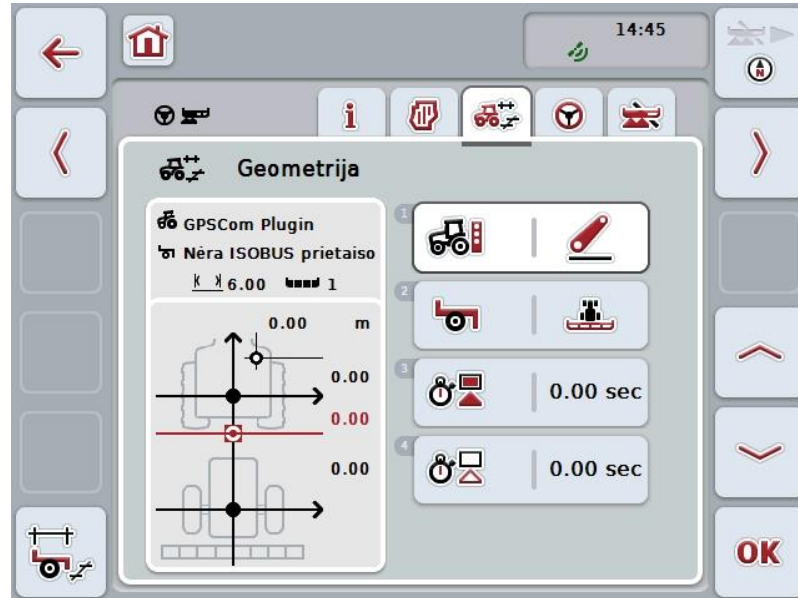 14:45
i
Geometrija
GPSCom Plugin
Nėra ISOBUS prietaiso
6.00 1
0.00 m
0.00
0.00
0.00
1
2
3
0.00 sec
4
0.00 sec
N
OK